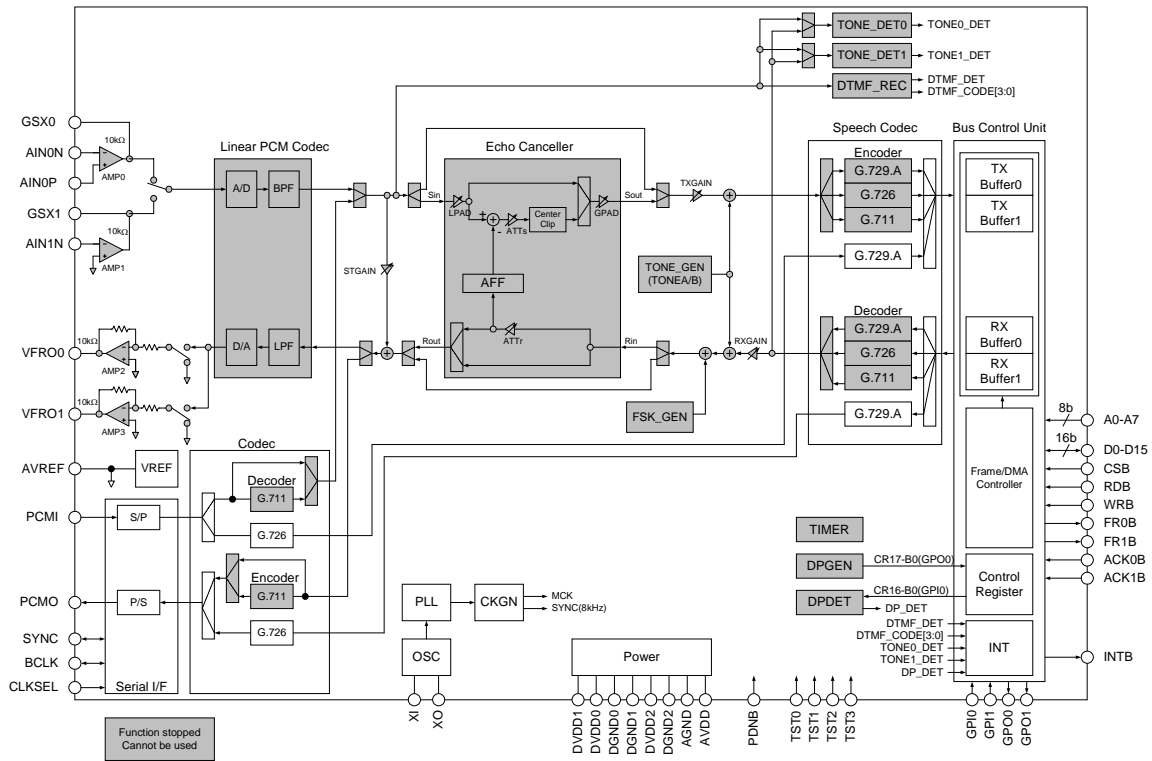 TONE_DET0
TONE0_DET
TONE_DET1
TONE1_DET
DTMF_REC
DTMF_DET
DTMF_CODE[3:0]
GSX0
10kΩ
AIN0N
AMP0
AIN0P
GSX1
10kΩ
AIN1N
AMP1
Linear PCM Codec
A/D
BPF
D/A
LPF
STGAIN
Echo Canceller
Sin
LPAD
+
-
ATTs
Center
Clip
GPAD
Sout
AFF
ATTr
Rout
Rin
TXGAIN
TONE_GEN
(TONEA/B)
RXGAIN
FSK_GEN
Speech Codec
Encoder
G.729.A
G.726
G.711
G.729.A
Decoder
G.729.A
G.726
G.711
G.729.A
Bus Control Unit
TX
Buffer0
TX
Buffer1
RX
Buffer0
RX
Buffer1
Frame/DMA
Controller
Control
Register
INT
VFRO0
10kΩ
AMP2
VFRO1
10kΩ
AMP3
AVREF
VREF
PCMI
S/P
PCMO
P/S
SYNC
BCLK
CLKSEL
Serial I/F
Codec
Decoder
G.711
G.726
Encoder
G.711
G.726
PLL
CKGN
MCK
SYNC(8kHz)
OSC
XI
XO
Power
DVDD1
DVDD0
DGND0
DGND1
DVDD2
DGND2
AGND
AVDD
PDNB
TST0
TST1
TST2
TST3
TIMER
DPGEN
CR17-B0(GPO0)
DPDET
CR16-B0(GPI0)
DP_DET
DTMF_DET
DTMF_CODE[3:0]
TONE0_DET
TONE1_DET
DP_DET
8b
A0-A7
16b
D0-D15
CSB
RDB
WRB
FR0B
FR1B
ACK0B
ACK1B
INTB
GPI0
GPI1
GPO0
GPO1
Function stopped
Cannot be used